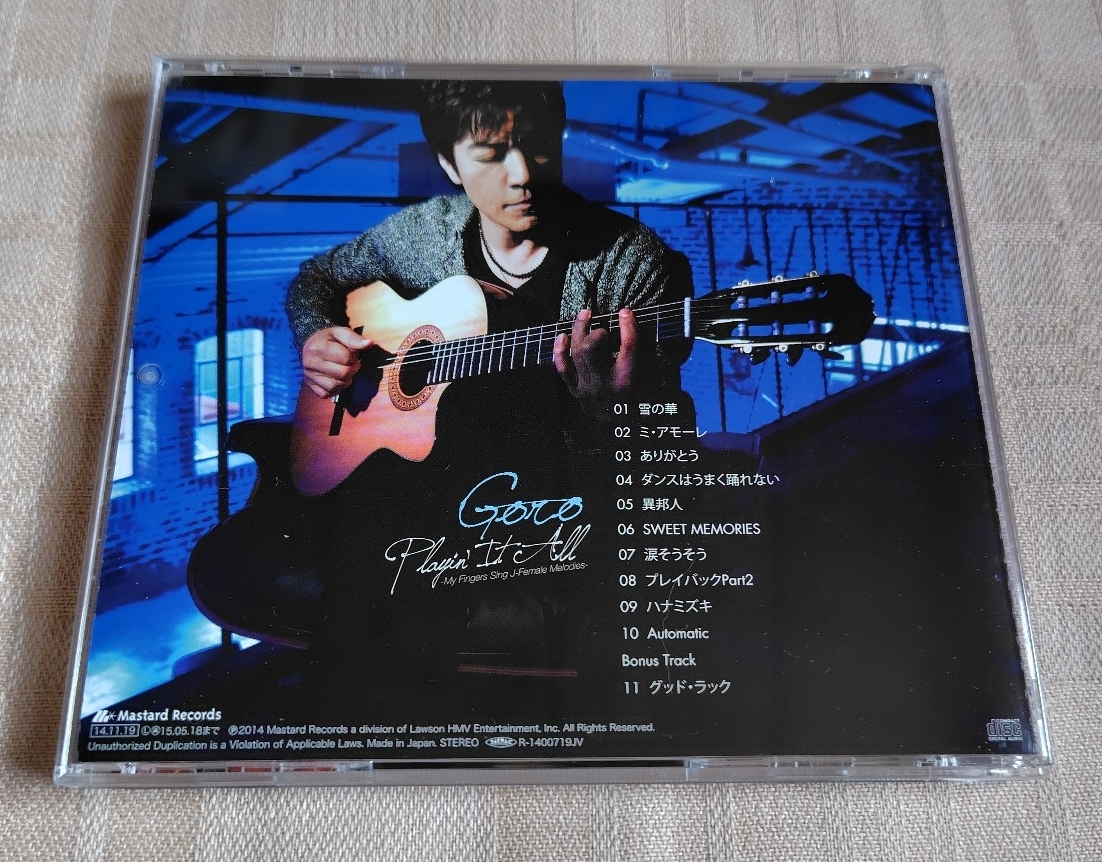 01 雪の華
02 ミ・アモーレ
03 ありがとう
04 ダンスはうまく踊れない
05 異邦人
06 SWEET MEMORIES
07 涙そうそう
08 プレイバックPart2
09 ハナミズキ
10 Automatic
Bonus Track
11 グッド・ラック
Goro
Playin' It All
-My Fingers Sing J-Female Melodies-
Mastard Records
14.11.19 Ⓛ Ⓐ15.05.18まで ℗2014 Mastard Records a division of Lawson HMV Entertainment, Inc. All Rights Reserved.
Unauthorized Duplication is a Violation of Applicable Laws. Made in Japan. STEREO R-1400719JV
COMPACT
disc
DIGITAL AUDIO